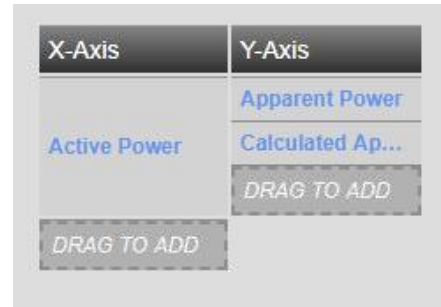 X-Axis Y-Axis
Apparent Power
Active Power Calculated Ap...
DRAG TO ADD
DRAG TO ADD